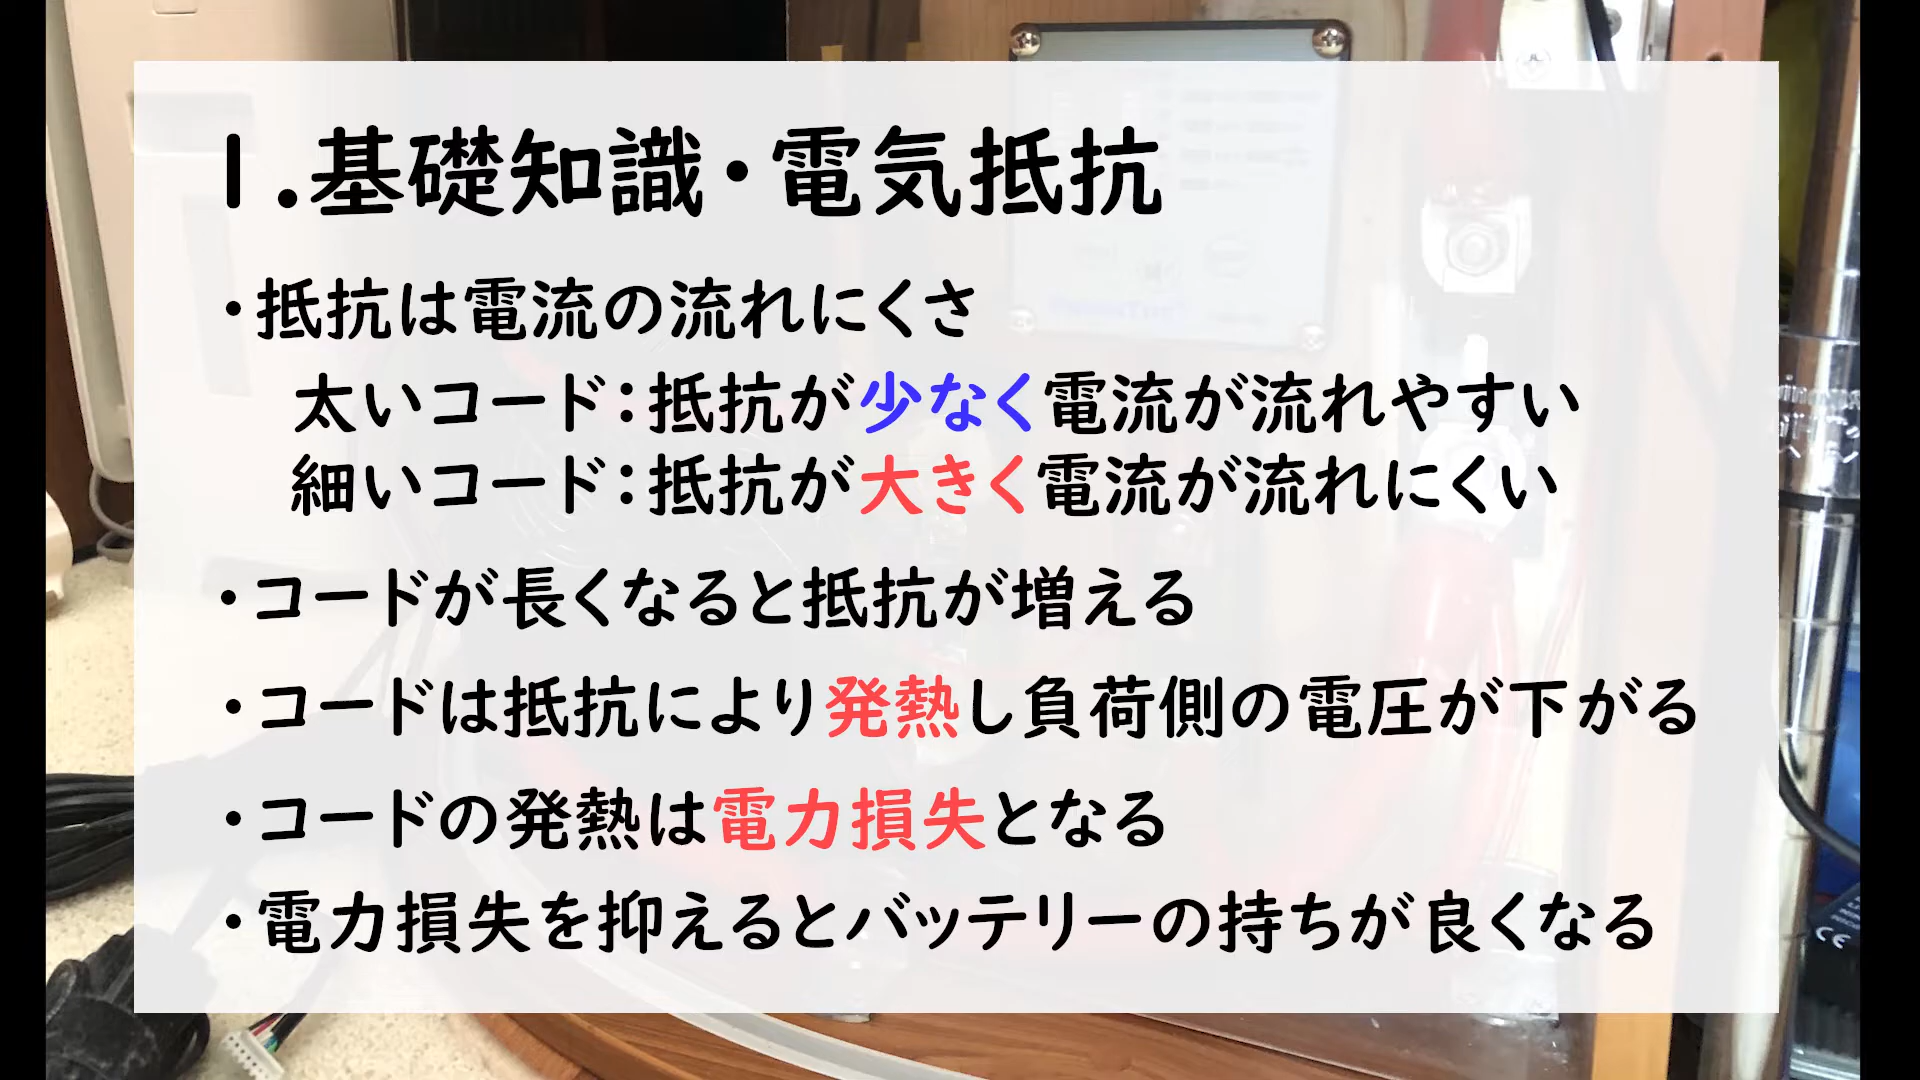 1.基礎知識・電気抵抗
・抵抗は電流の流れにくさ
太いコード：抵抗が少なく電流が流れやすい
細いコード：抵抗が大きく電流が流れにくい
・コードが長くなると抵抗が増える
・コードは抵抗により発熱し負荷側の電圧が下がる
・コードの発熱は電力損失となる
・電力損失を抑えるとバッテリーの持ちが良くなる
CE